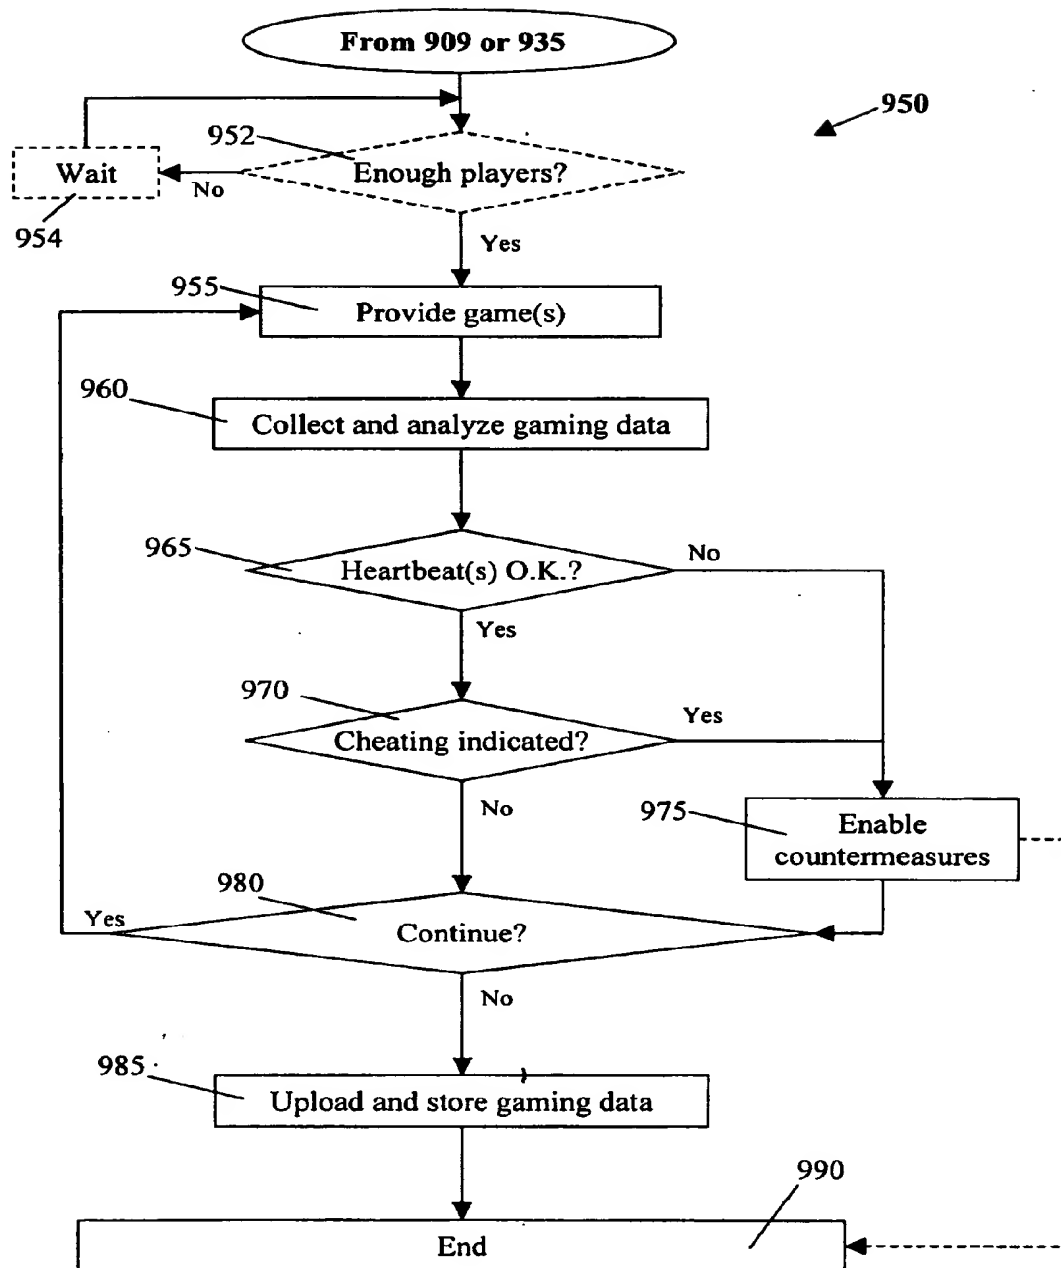 From 909 or 935
950
952
Enough players?
Wait
No
954
Yes
955
Provide game(s)
960
Collect and analyze gaming data
965
Heartbeat(s) O.K.?
No
Yes
970
Cheating indicated?
Yes
No
975
Enable
countermeasures
980
Yes
Continue?
No
985
Upload and store gaming data
990
End